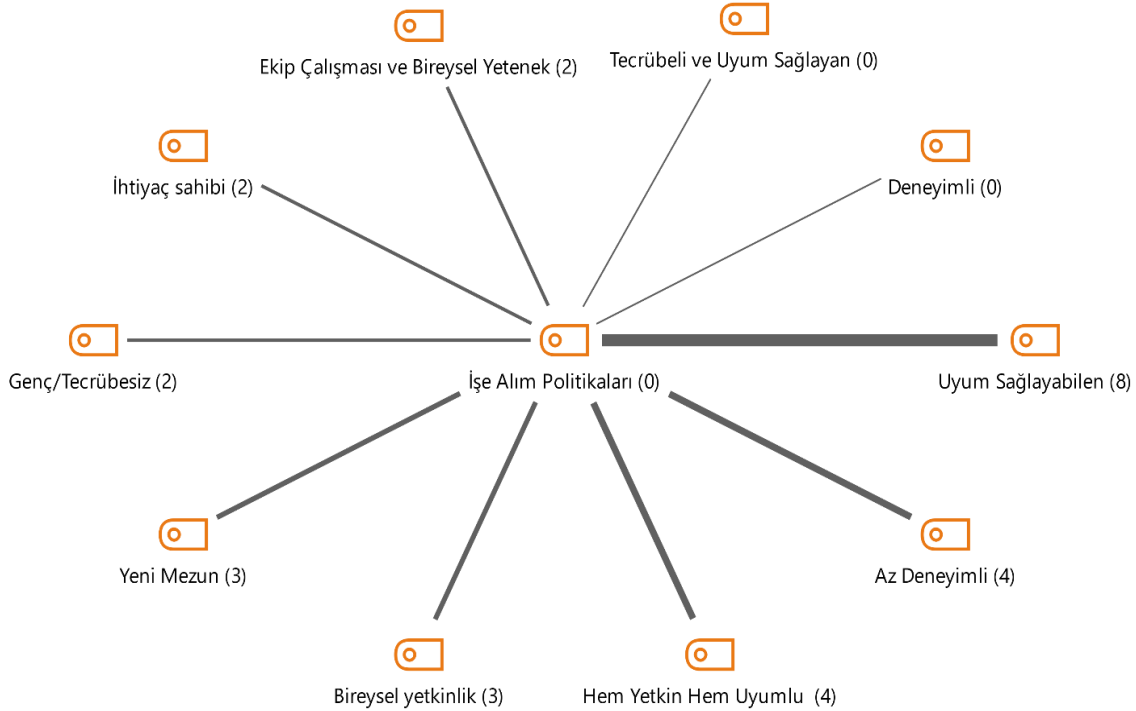 Tecrübeli ve Uyum Sağlayan (0)
Ekip Çalışması ve Bireysel Yetenek (2)
İhtiyaç sahibi (2)
Deneyimli (0)
Genç/Tecrübesiz (2)
İşe Alım Politikaları (0)
Uyum Sağlayabilen (8)
Yeni Mezun (3)
Az Deneyimli (4)
Bireysel yetkinlik (3)
Hem Yetkin Hem Uyumlu (4)